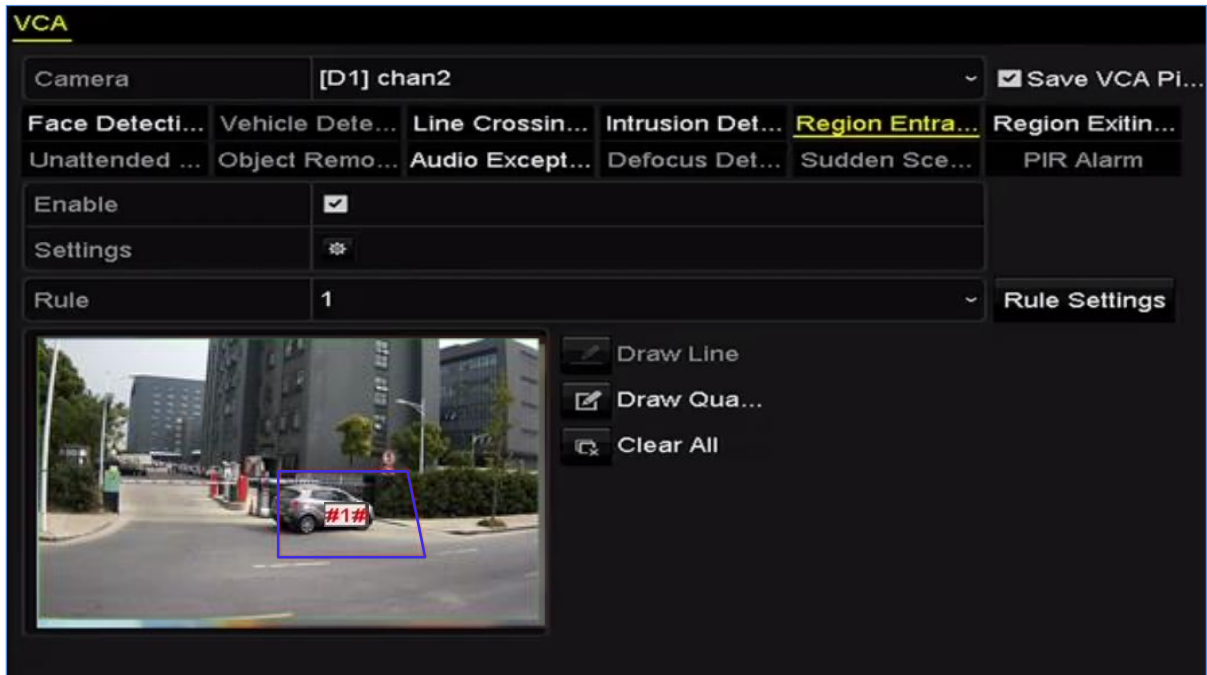 VCA
Camera [D1] chan2 Save VCA Pi...
Face Detecti... Vehicle Dete... Line Crossin... Intrusion Det... Region Entra... Region Exitin...
Unattended ... Object Remo... Audio Except... Defocus Det... Sudden Sce... PIR Alarm
Enable
Settings
Rule 1 Rule Settings
Draw Line
Draw Qua...
Clear All
#1#